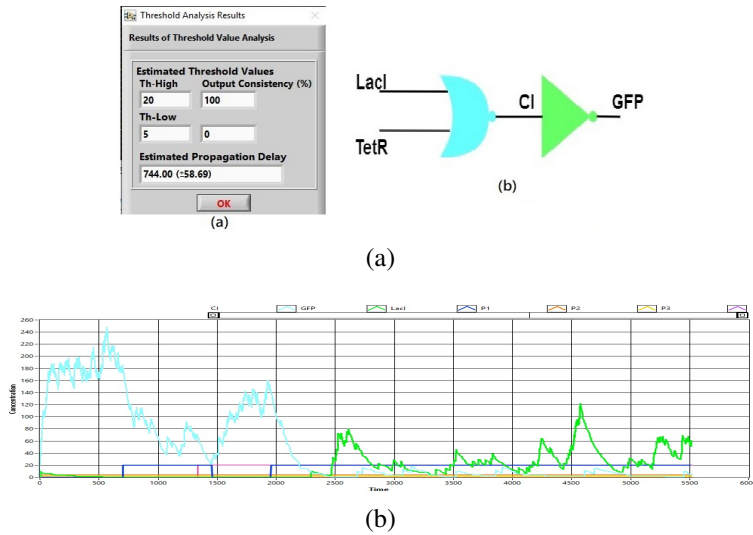 Threshold Analysis Results
Results of Threshold Value Analysis
Estimated Threshold Values
Th-High Output Consistency (%)
20 100
Th-Low
5 0
Estimated Propagation Delay
744.00 (±58.69)
OK
(a)
LacI
TetR
CI
GFP
(b)
(a)
CI GFP LacI P1 P2 P3
Concentration
260
240
220
200
180
160
140
120
100
80
60
40
20
0
0 500 1000 1500 2000 2500 3000 3500 4000 4500 5000 5500 600
Time
(b)